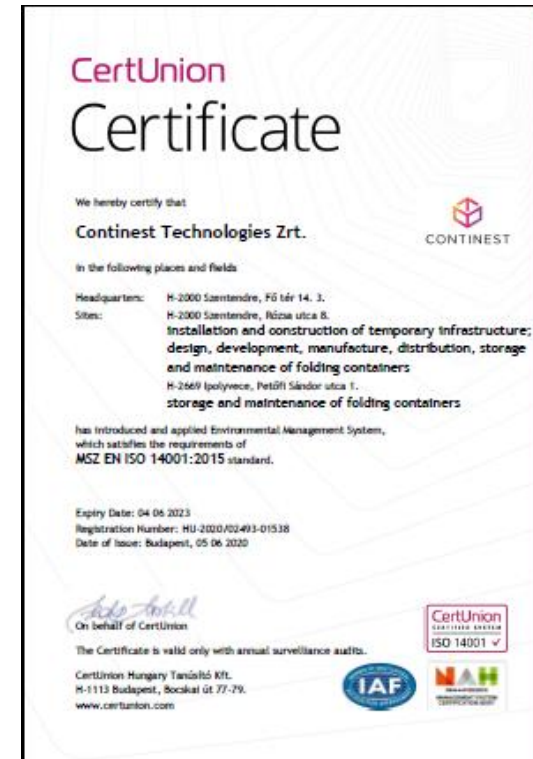 CertUnion
Certificate
We hereby certify that
Continest Technologies Zrt.
CONTINEST
in the following places and fields
Headquarters: H-2000 Szentendre, Fő tér 14. 3.
Sites: H-2000 Szentendre, Rózsa utca 8.
installation and construction of temporary infrastructure;
design, development, manufacture, distribution, storage
and maintenance of folding containers
H-2669 Ipolyvece, Petőfi Sándor utca 1.
storage and maintenance of folding containers
has introduced and applied Environmental Management System,
which satisfies the requirements of
MSZ EN ISO 14001:2015 standard.
Expiry Date: 04 06 2023
Registration Number: HU-2020/02493-01538
Date of Issue: Budapest, 05 06 2020
On behalf of CertUnion
The Certificate is valid only with annual surveillance audits.
CertUnion Hungary Tanúsító Kft.
H-1113 Budapest, Bocskai út 77-79.
www.certunion.com
CertUnion
CERTIFIED SYSTEM
ISO 14001 ✓
IAF
NAH